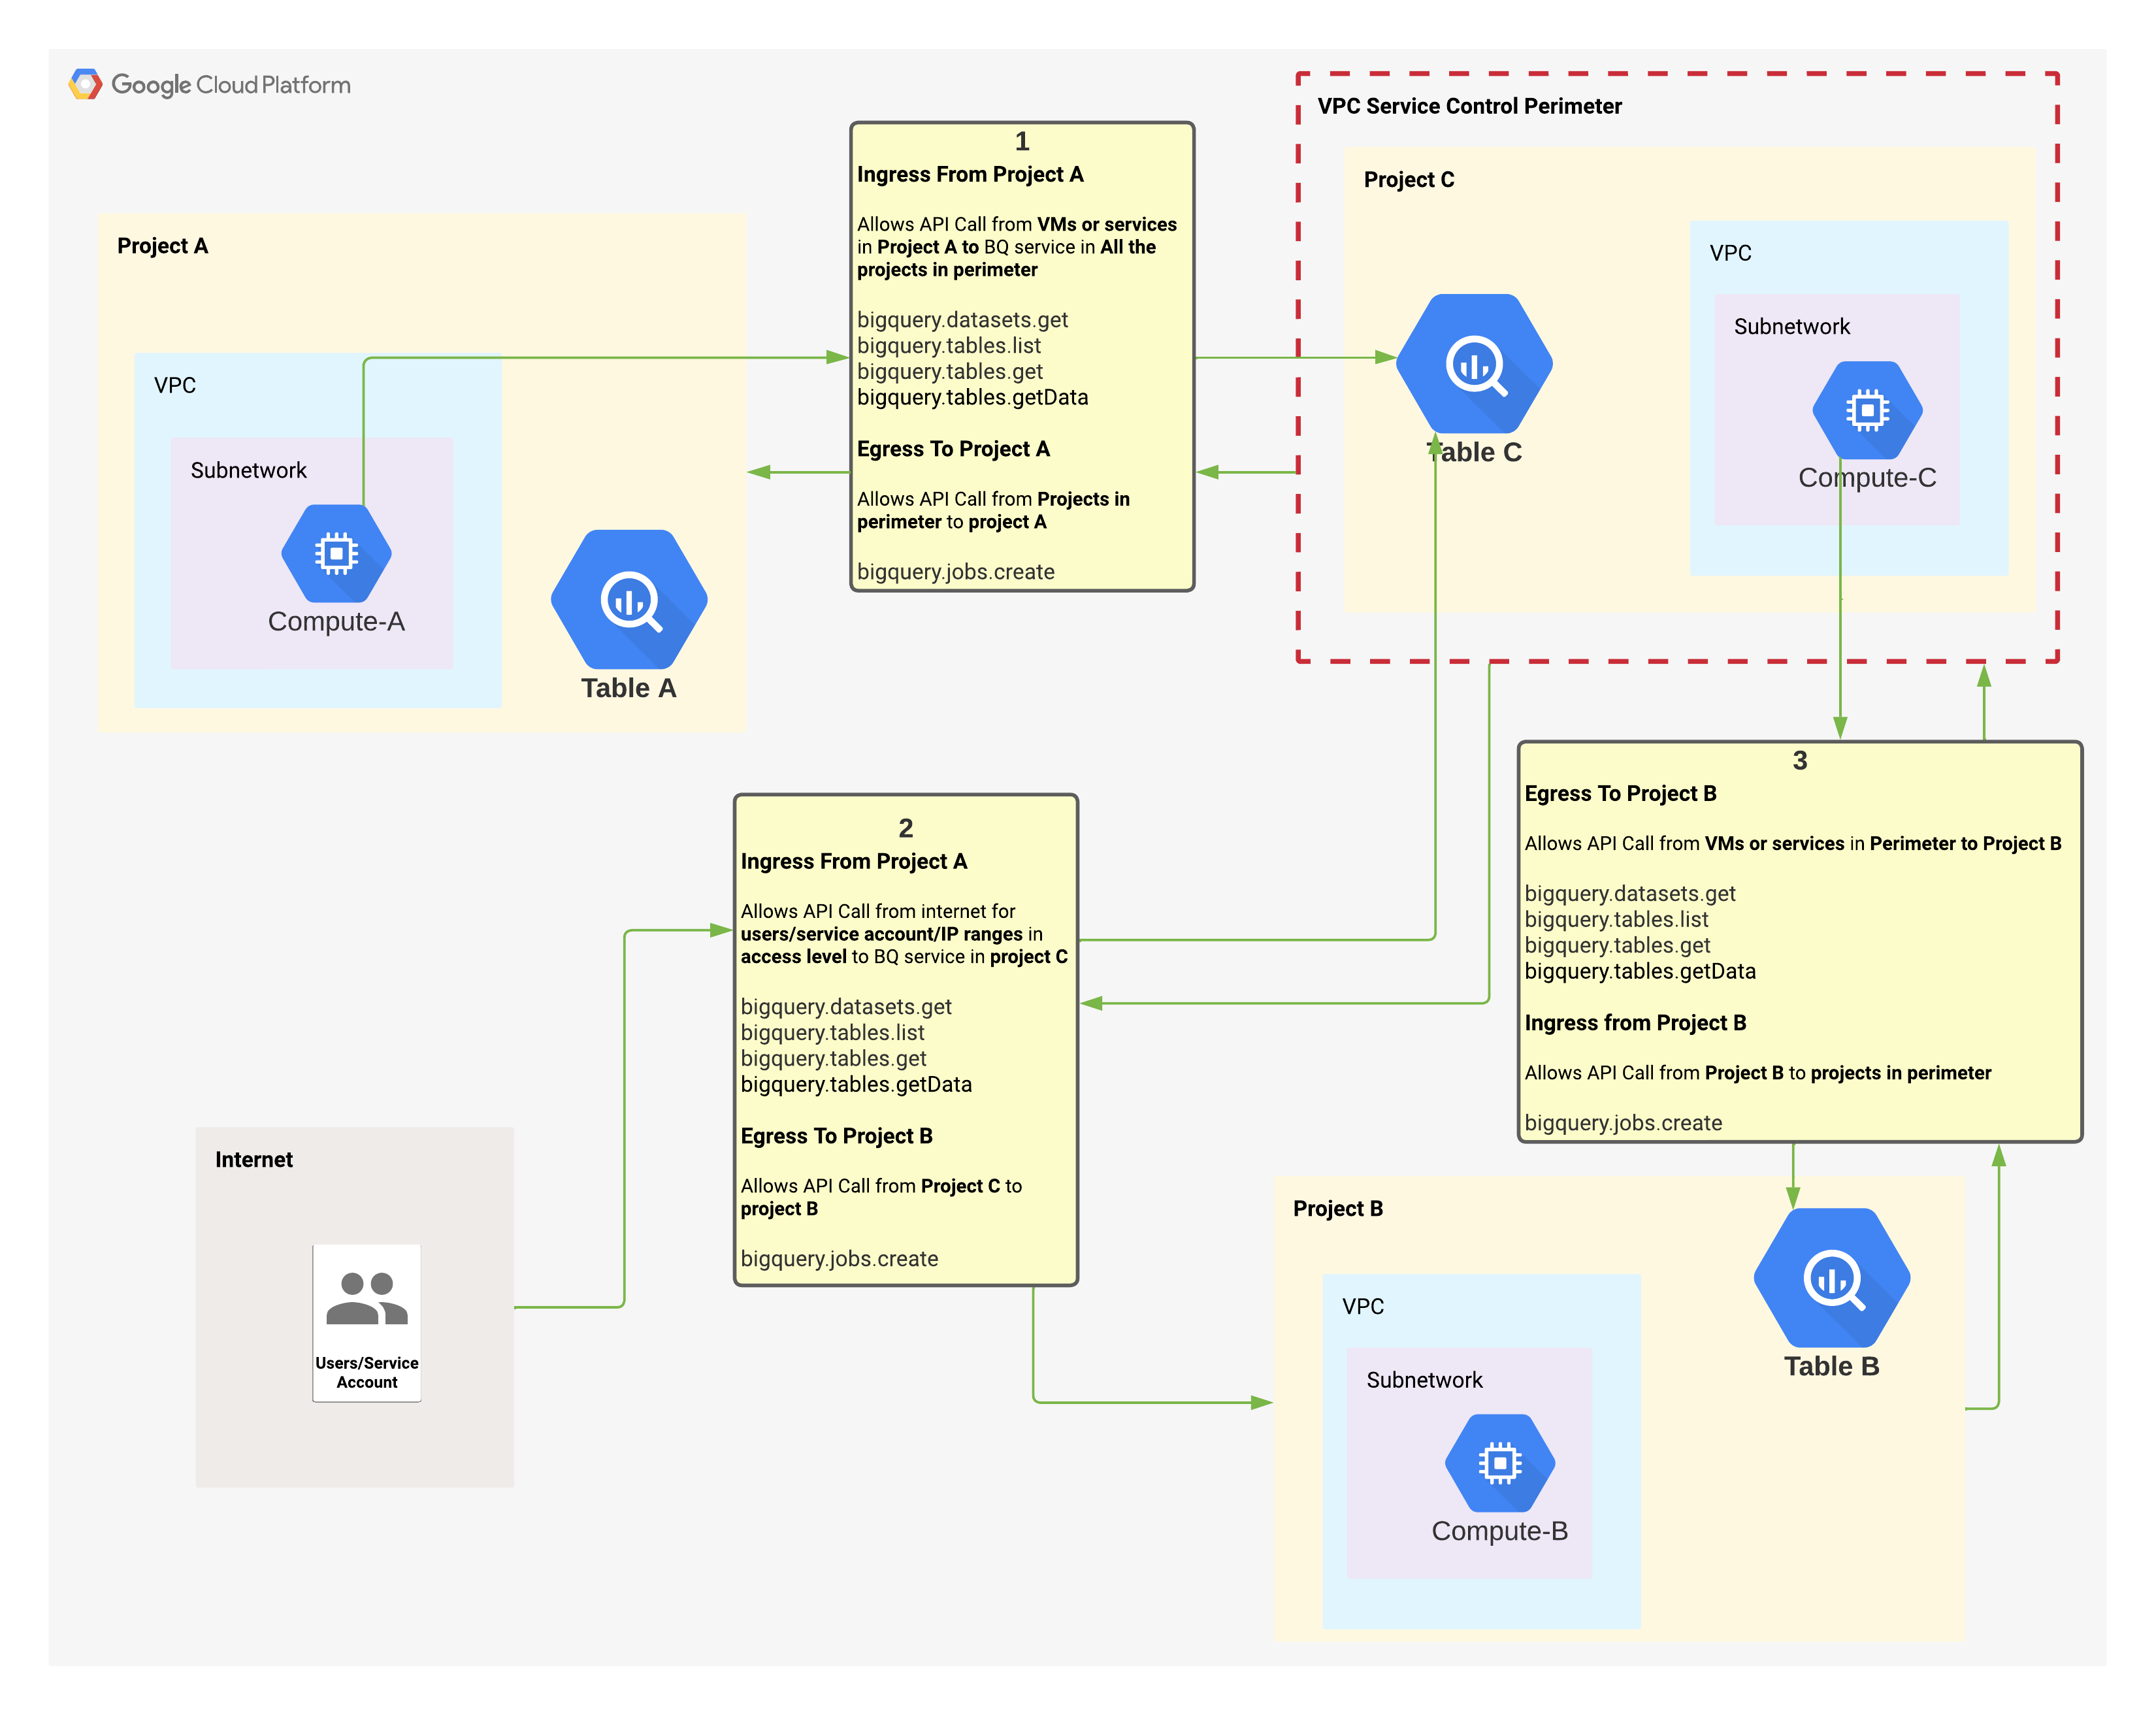 Google Cloud Platform
VPC Service Control Perimeter
1
Ingress From Project A
Allows API Call from VMs or services
in Project A to BQ service in All the
projects in perimeter
bigquery.datasets.get
bigquery.tables.list
bigquery.tables.get
bigquery.tables.getData
Egress To Project A
Allows API Call from Projects in
perimeter to project A
bigquery.jobs.create
Project C
VPC
Subnetwork
Table C
Compute-C
Project A
VPC
Subnetwork
Compute-A
Table A
3
Egress To Project B
Allows API Call from VMs or services in Perimeter to Project B
bigquery.datasets.get
bigquery.tables.list
bigquery.tables.get
bigquery.tables.getData
Ingress from Project B
Allows API Call from Project B to projects in perimeter
bigquery.jobs.create
2
Ingress From Project A
Allows API Call from internet for
users/service account/IP ranges in
access level to BQ service in project C
bigquery.datasets.get
bigquery.tables.list
bigquery.tables.get
bigquery.tables.getData
Egress To Project B
Allows API Call from Project C to
project B
bigquery.jobs.create
Internet
Users/Service
Account
Project B
VPC
Subnetwork
Compute-B
Table B